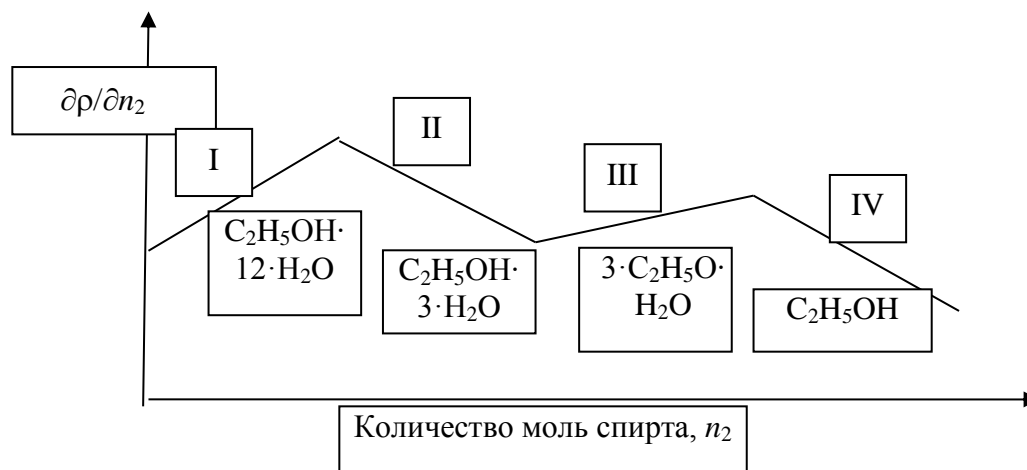 ∂ρ/∂n₂
I
II
III
IV
C₂H₅OH·
12·H₂O
C₂H₅OH·
3·H₂O
3·C₂H₅O·
H₂O
C₂H₅OH
Количество моль спирта, n₂